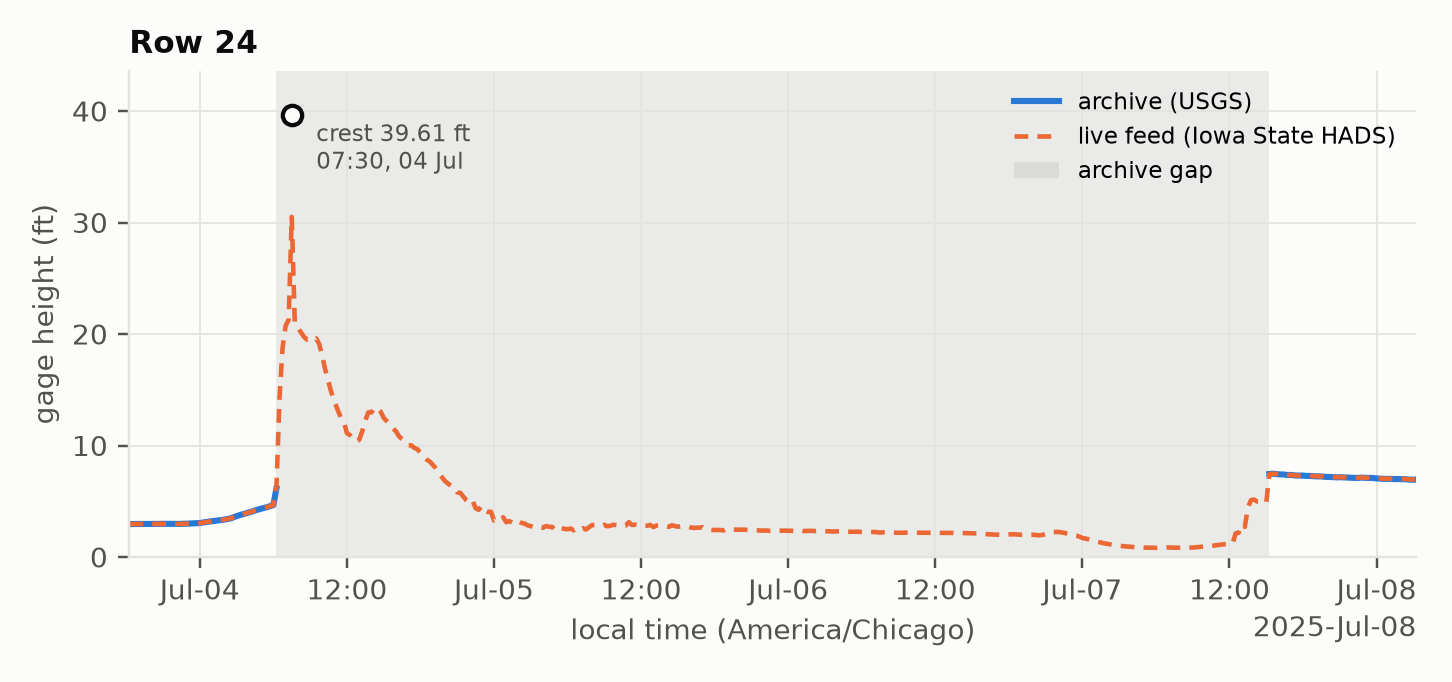 Row 24
archive (USGS)
live feed (Iowa State HADS)
archive gap
crest 39.61 ft
07:30, 04 Jul
gage height (ft)
40
30
20
10
0
Jul-04 12:00 Jul-05 12:00 Jul-06 12:00 Jul-07 12:00 Jul-08
local time (America/Chicago)
2025-Jul-08